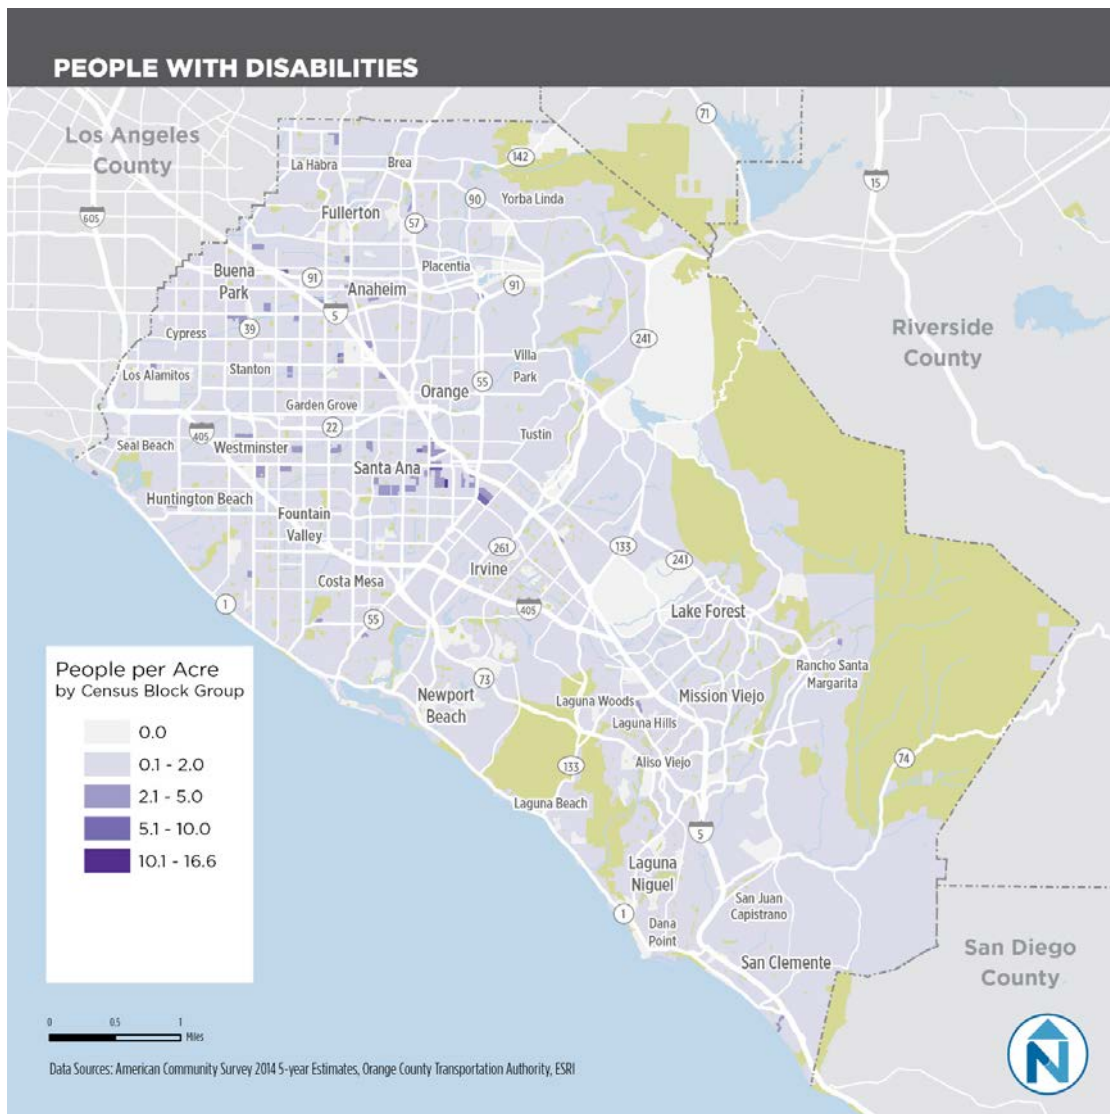 PEOPLE WITH DISABILITIES
Los Angeles
County
71
142
La Habra
Brea
15
605
90
Yorba Linda
Fullerton
57
Placentia
Buena
Park
91
Anaheim
91
5
39
Cypress
241
Riverside
County
Villa
Park
Stanton
Los Alamitos
55
Orange
Garden Grove
22
Tustin
405
Seal Beach
Westminster
Santa Ana
Huntington Beach
Fountain
Valley
261
133
241
Irvine
Costa Mesa
1
405
55
Lake Forest
Rancho Santa
Margarita
73
Newport
Beach
Laguna Woods
Mission Viejo
Laguna Hills
133
Aliso Viejo
74
Laguna Beach
5
Laguna
Niguel
San Juan
Capistrano
1
Dana
Point
San Clemente
San Diego
County
People per Acre
by Census Block Group
0.0
0.1 - 2.0
2.1 - 5.0
5.1 - 10.0
10.1 - 16.6
0 0.5 1
Miles
N
Data Sources: American Community Survey 2014 5-year Estimates, Orange County Transportation Authority, ESRI